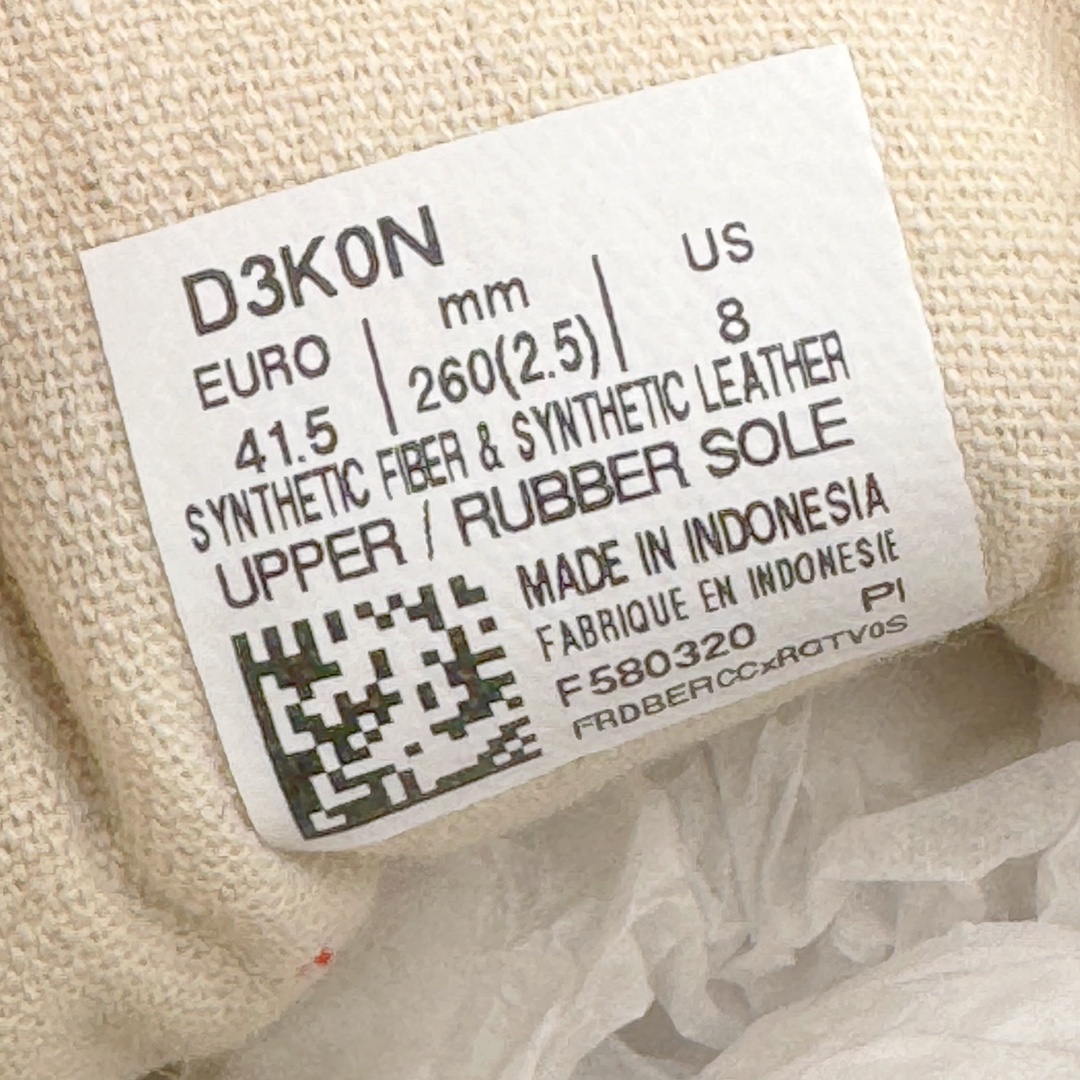 D3K0N
EURO | mm | US
41.5 | 260(2.5) | 8
SYNTHETIC FIBER & SYNTHETIC LEATHER
UPPER / RUBBER SOLE
MADE IN INDONESIA
FABRIQUE EN INDONESIE
PI
F580320
FRDBERCCxRGTV0S